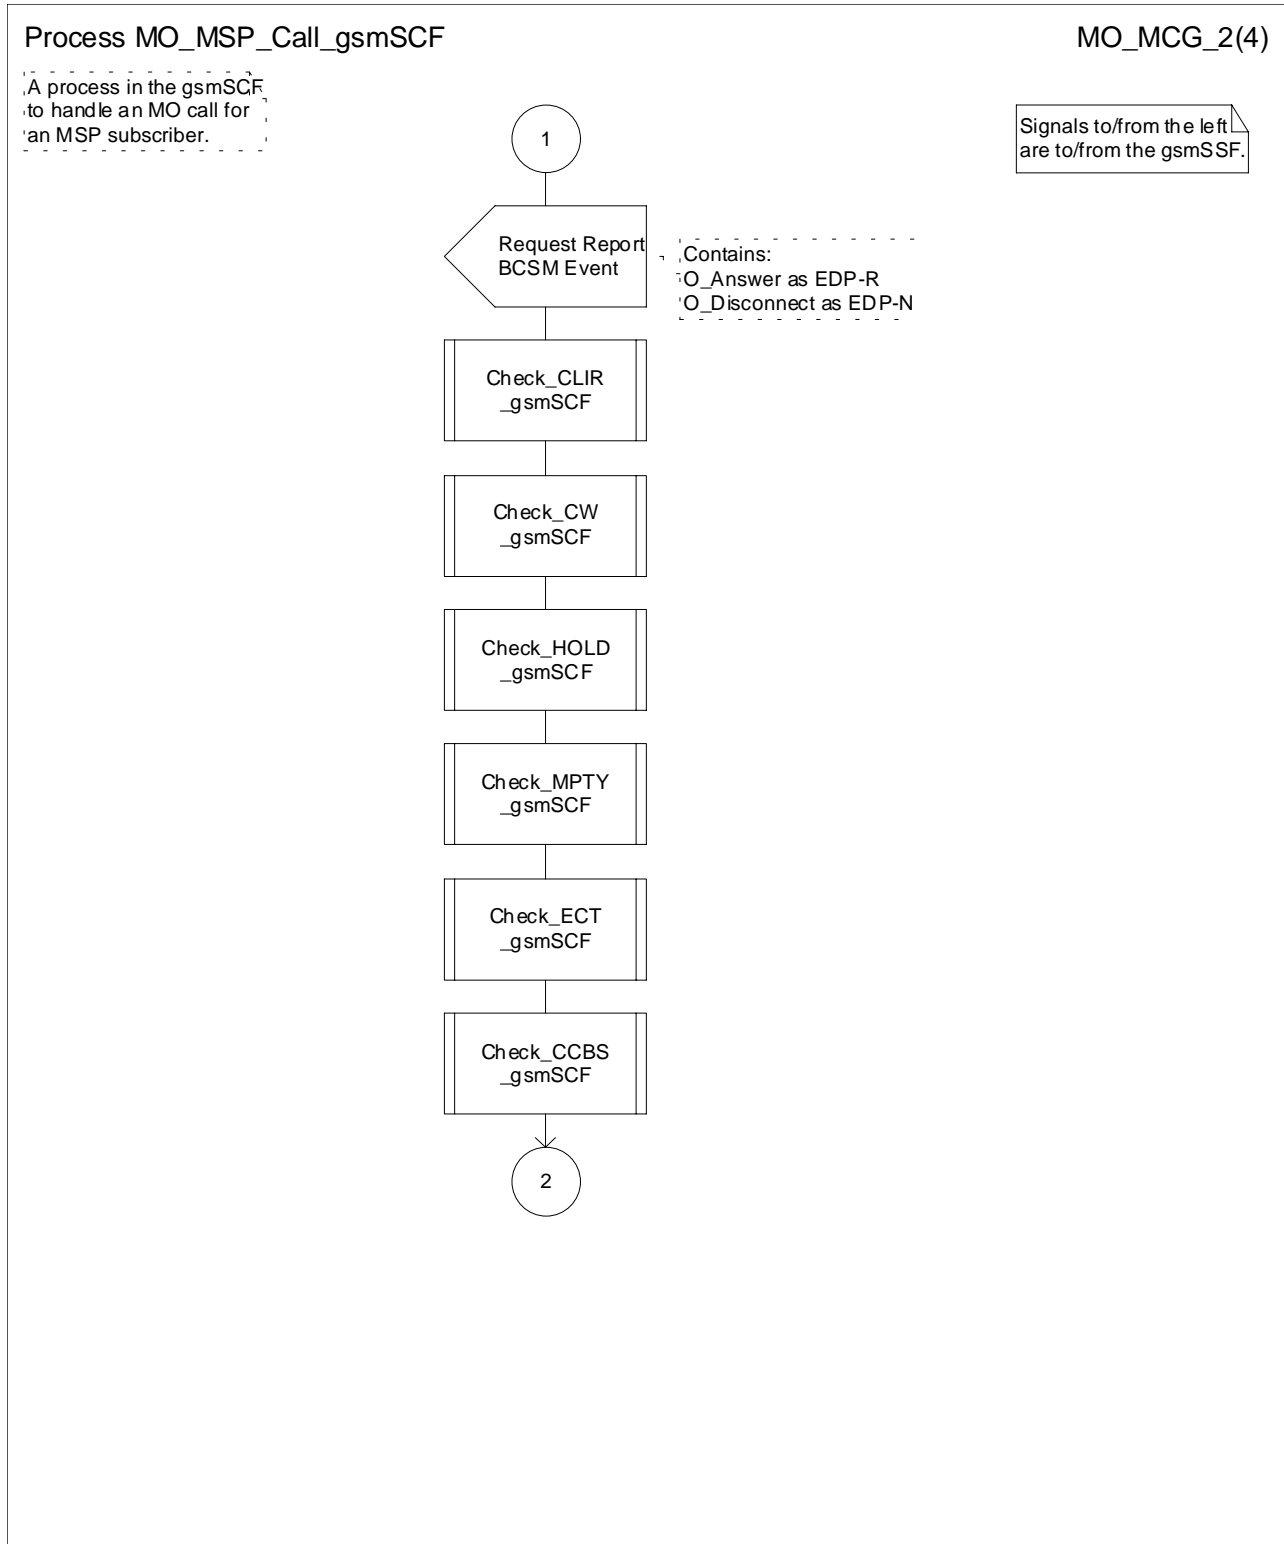 Process MO_MSP_Call_gsmSCF
MO_MCG_2(4)
A process in the gsmSCF
to handle an MO call for
an MSP subscriber.
Signals to/from the left
are to/from the gsmSSF.
1
Request Report
BCSM Event
Contains:
O_Answer as EDP-R
O_Disconnect as EDP-N
Check_CLIR
_gsmSCF
Check_CW
_gsmSCF
Check_HOLD
_gsmSCF
Check_MPTY
_gsmSCF
Check_ECT
_gsmSCF
Check_CCBS
_gsmSCF
2